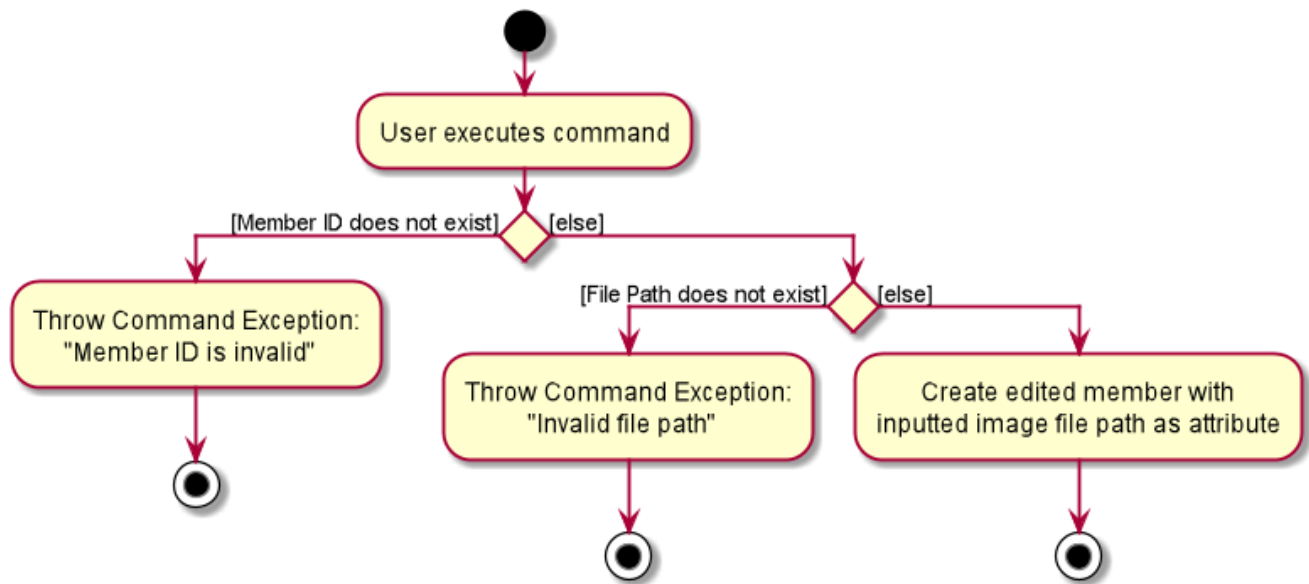 User executes command
[Member ID does not exist]
[else]
Throw Command Exception:
"Member ID is invalid"
[File Path does not exist]
[else]
Throw Command Exception:
"Invalid file path"
Create edited member with
inputted image file path as attribute